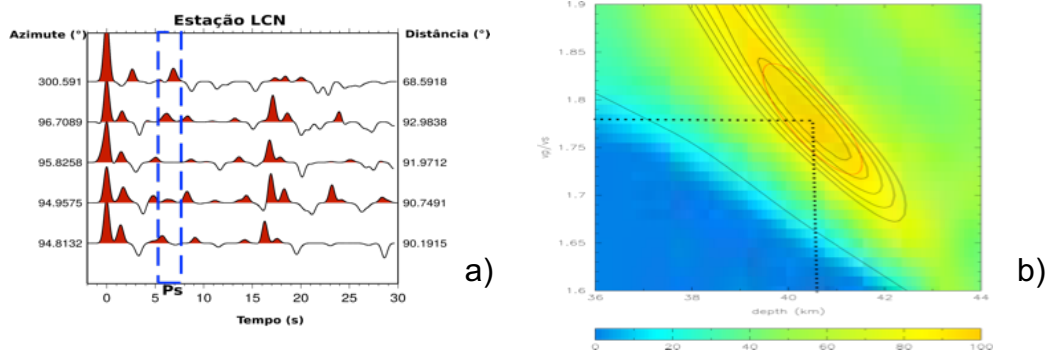 Estação LCN
Azimute (°)
Distância (°)
300.591
68.5918
96.7089
92.9838
95.8258
91.9712
94.9575
90.7491
94.8132
90.1915
Ps
0 5 10 15 20 25 30
Tempo (s)
a)
1.9
1.85
1.8
1.75
1.7
1.65
1.6
vp/vs
36 38 40 42 44
depth (km)
0 20 40 60 80 100
b)